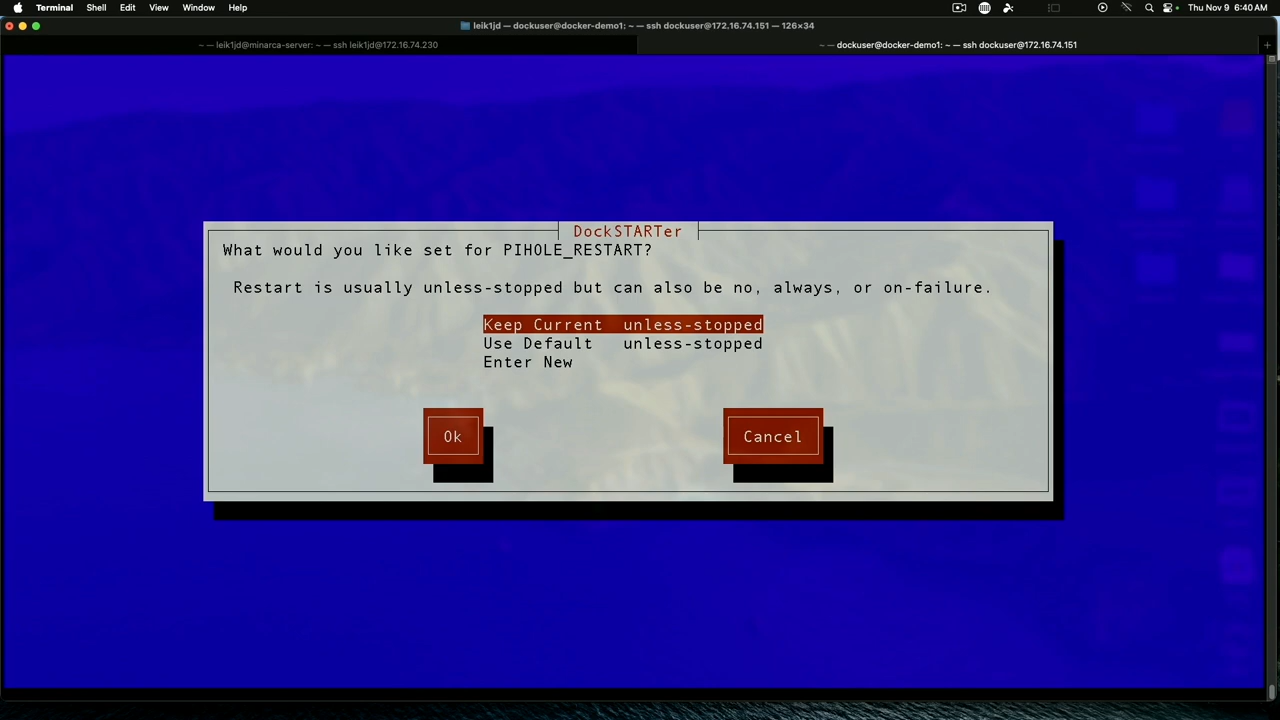 Terminal Shell Edit View Window Help Thu Nov 9 6:40 AM
leik1jd — dockuser@docker-demo1: ~ — ssh dockuser@172.16.74.151 — 126×34
~ — leik1jd@minarca-server: ~ — ssh leik1jd@172.16.74.230
~ — dockuser@docker-demo1: ~ — ssh dockuser@172.16.74.151
DockSTARTer
What would you like set for PIHOLE_RESTART?
Restart is usually unless-stopped but can also be no, always, or on-failure.
Keep Current unless-stopped
Use Default unless-stopped
Enter New
Ok Cancel